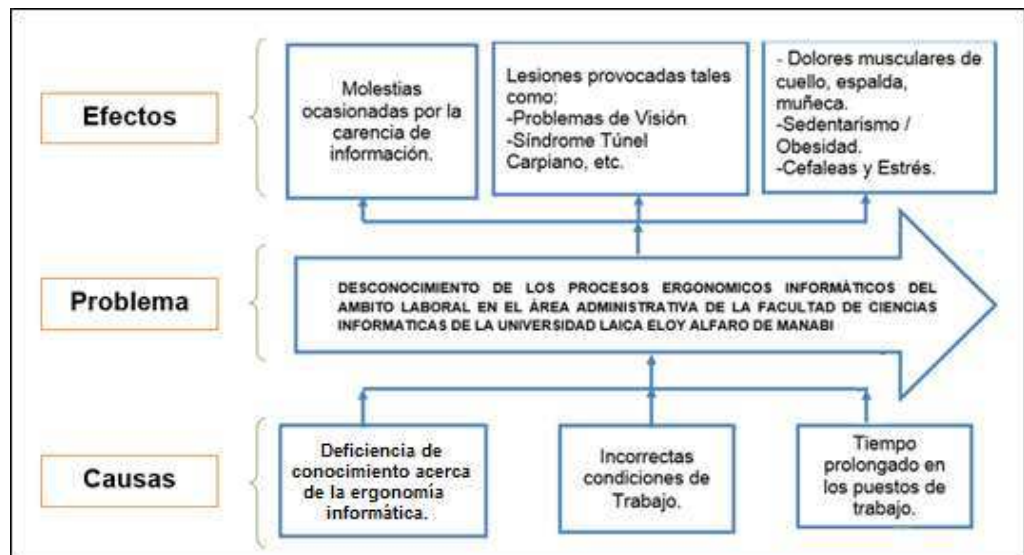 Efectos
Molestias
ocasionadas por la
carencia de
información.
Lesiones provocadas tales
como:
-Problemas de Visión
-Síndrome Túnel
Carpiano, etc.
- Dolores musculares de
cuello, espalda,
muñeca.
-Sedentarismo /
Obesidad.
-Cefaleas y Estrés.
Problema
DESCONOCIMIENTO DE LOS PROCESOS ERGONOMICOS INFORMÁTICOS DEL
AMBITO LABORAL EN EL ÁREA ADMINISTRATIVA DE LA FACULTAD DE CIENCIAS
INFORMATICAS DE LA UNIVERSIDAD LAICA ELOY ALFARO DE MANABI
Causas
Deficiencia de
conocimiento acerca
de la ergonomía
informática.
Incorrectas
condiciones de
Trabajo.
Tiempo
prolongado en
los puestos de
trabajo.